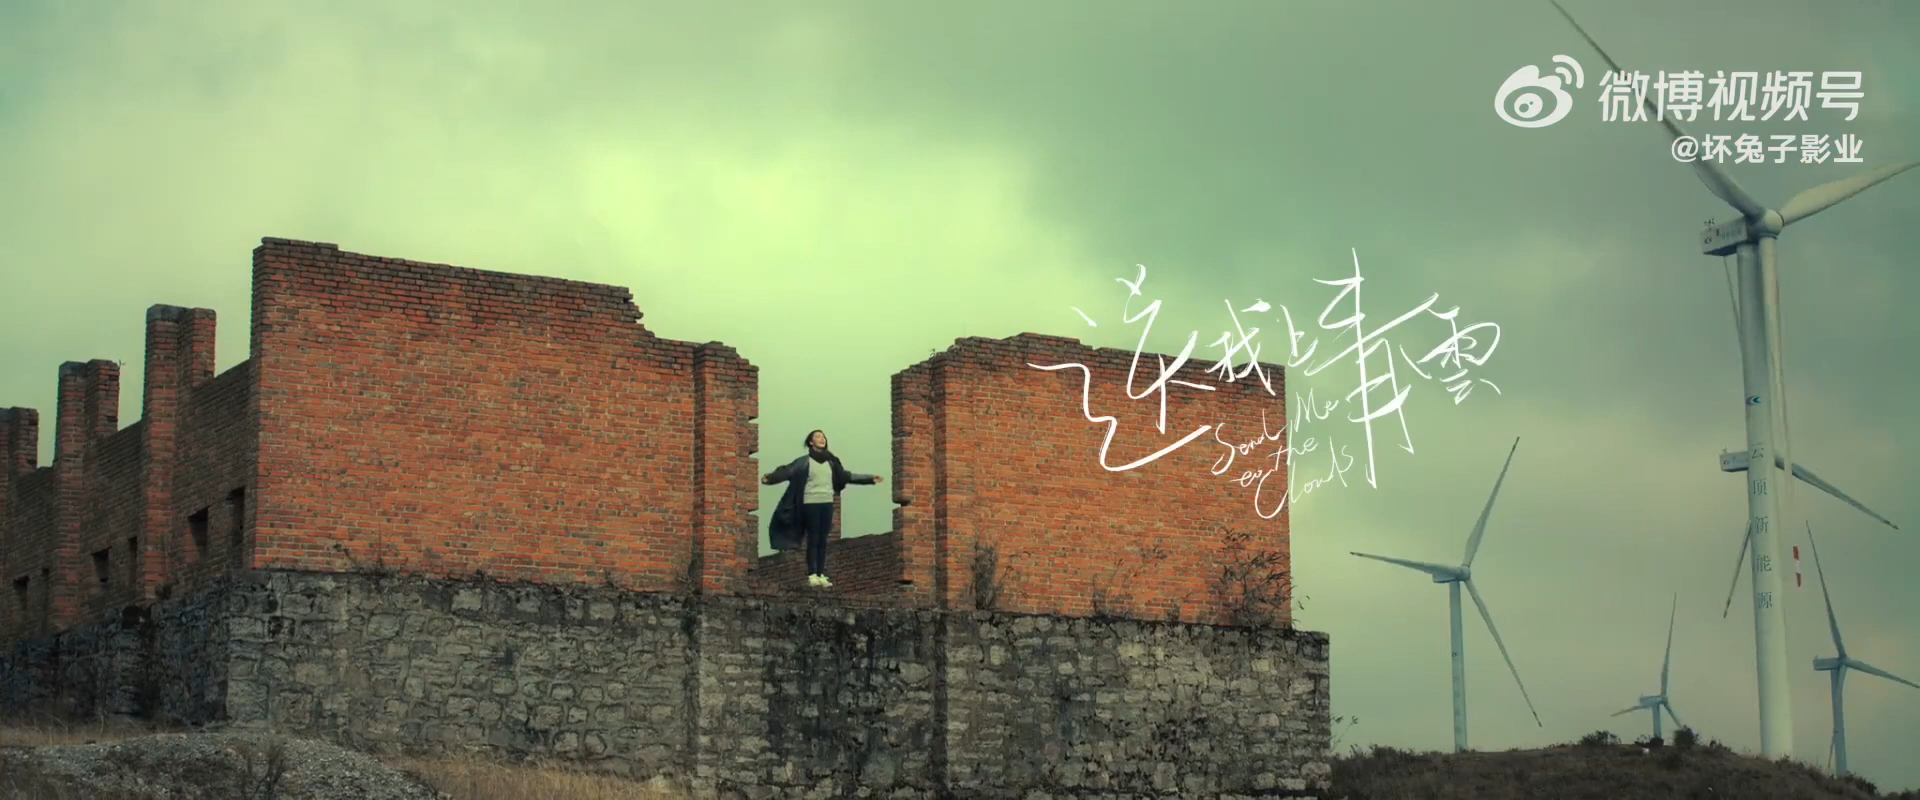 微博视频号
@坏兔子影业
送我上青雲
Send Me
to the
Clouds
云顶新能源